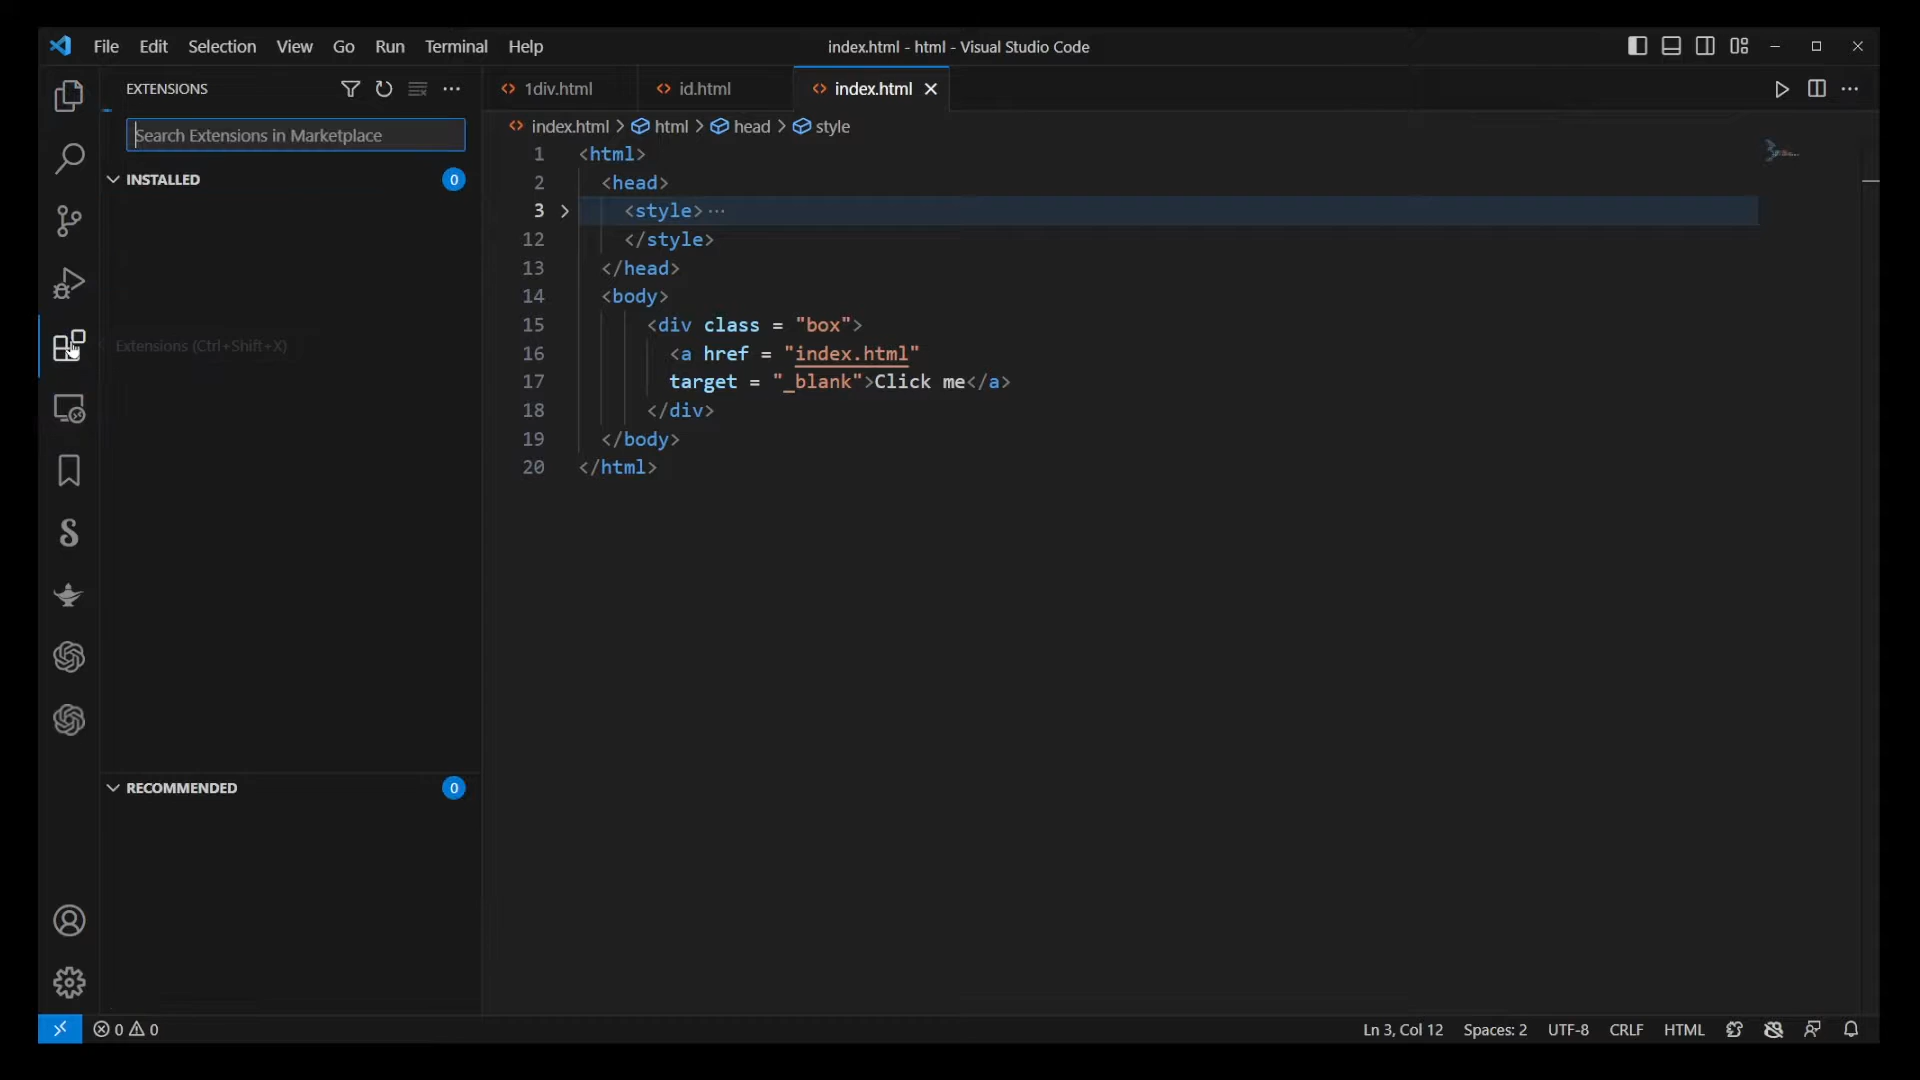 File Edit Selection View Go Run Terminal Help
index.html - html - Visual Studio Code
EXTENSIONS
Search Extensions in Marketplace
INSTALLED 0
Extensions (Ctrl+Shift+X)
RECOMMENDED 0
1div.html id.html index.html
index.html > html > head > style
1 <html>
2 <head>
3 <style>···
12 </style>
13 </head>
14 <body>
15 <div class = "box">
16 <a href = "index.html"
17 target = "_blank">Click me</a>
18 </div>
19 </body>
20 </html>
0 0
Ln 3, Col 12 Spaces: 2 UTF-8 CRLF HTML